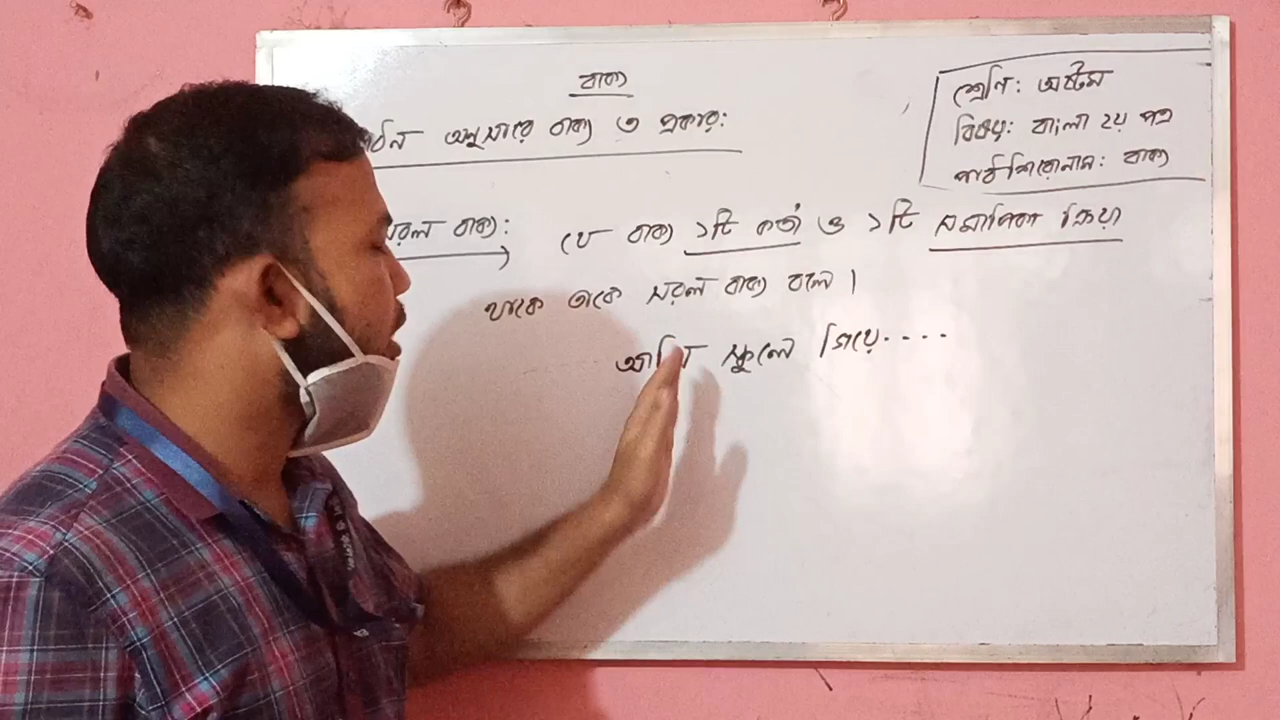 বাক্য
গঠন অনুসারে বাক্য ৩ প্রকার:
শ্রেণি: অষ্টম
বিষয়: বাংলা ২য় পত্র
পাঠশিরোনাম: বাক্য
সরল বাক্য: যে বাক্য ১টি কর্তা ও ১টি সমাপিকা ক্রিয়া
থাকে তাকে সরল বাক্য বলে।
আমি স্কুলে গিয়ে....